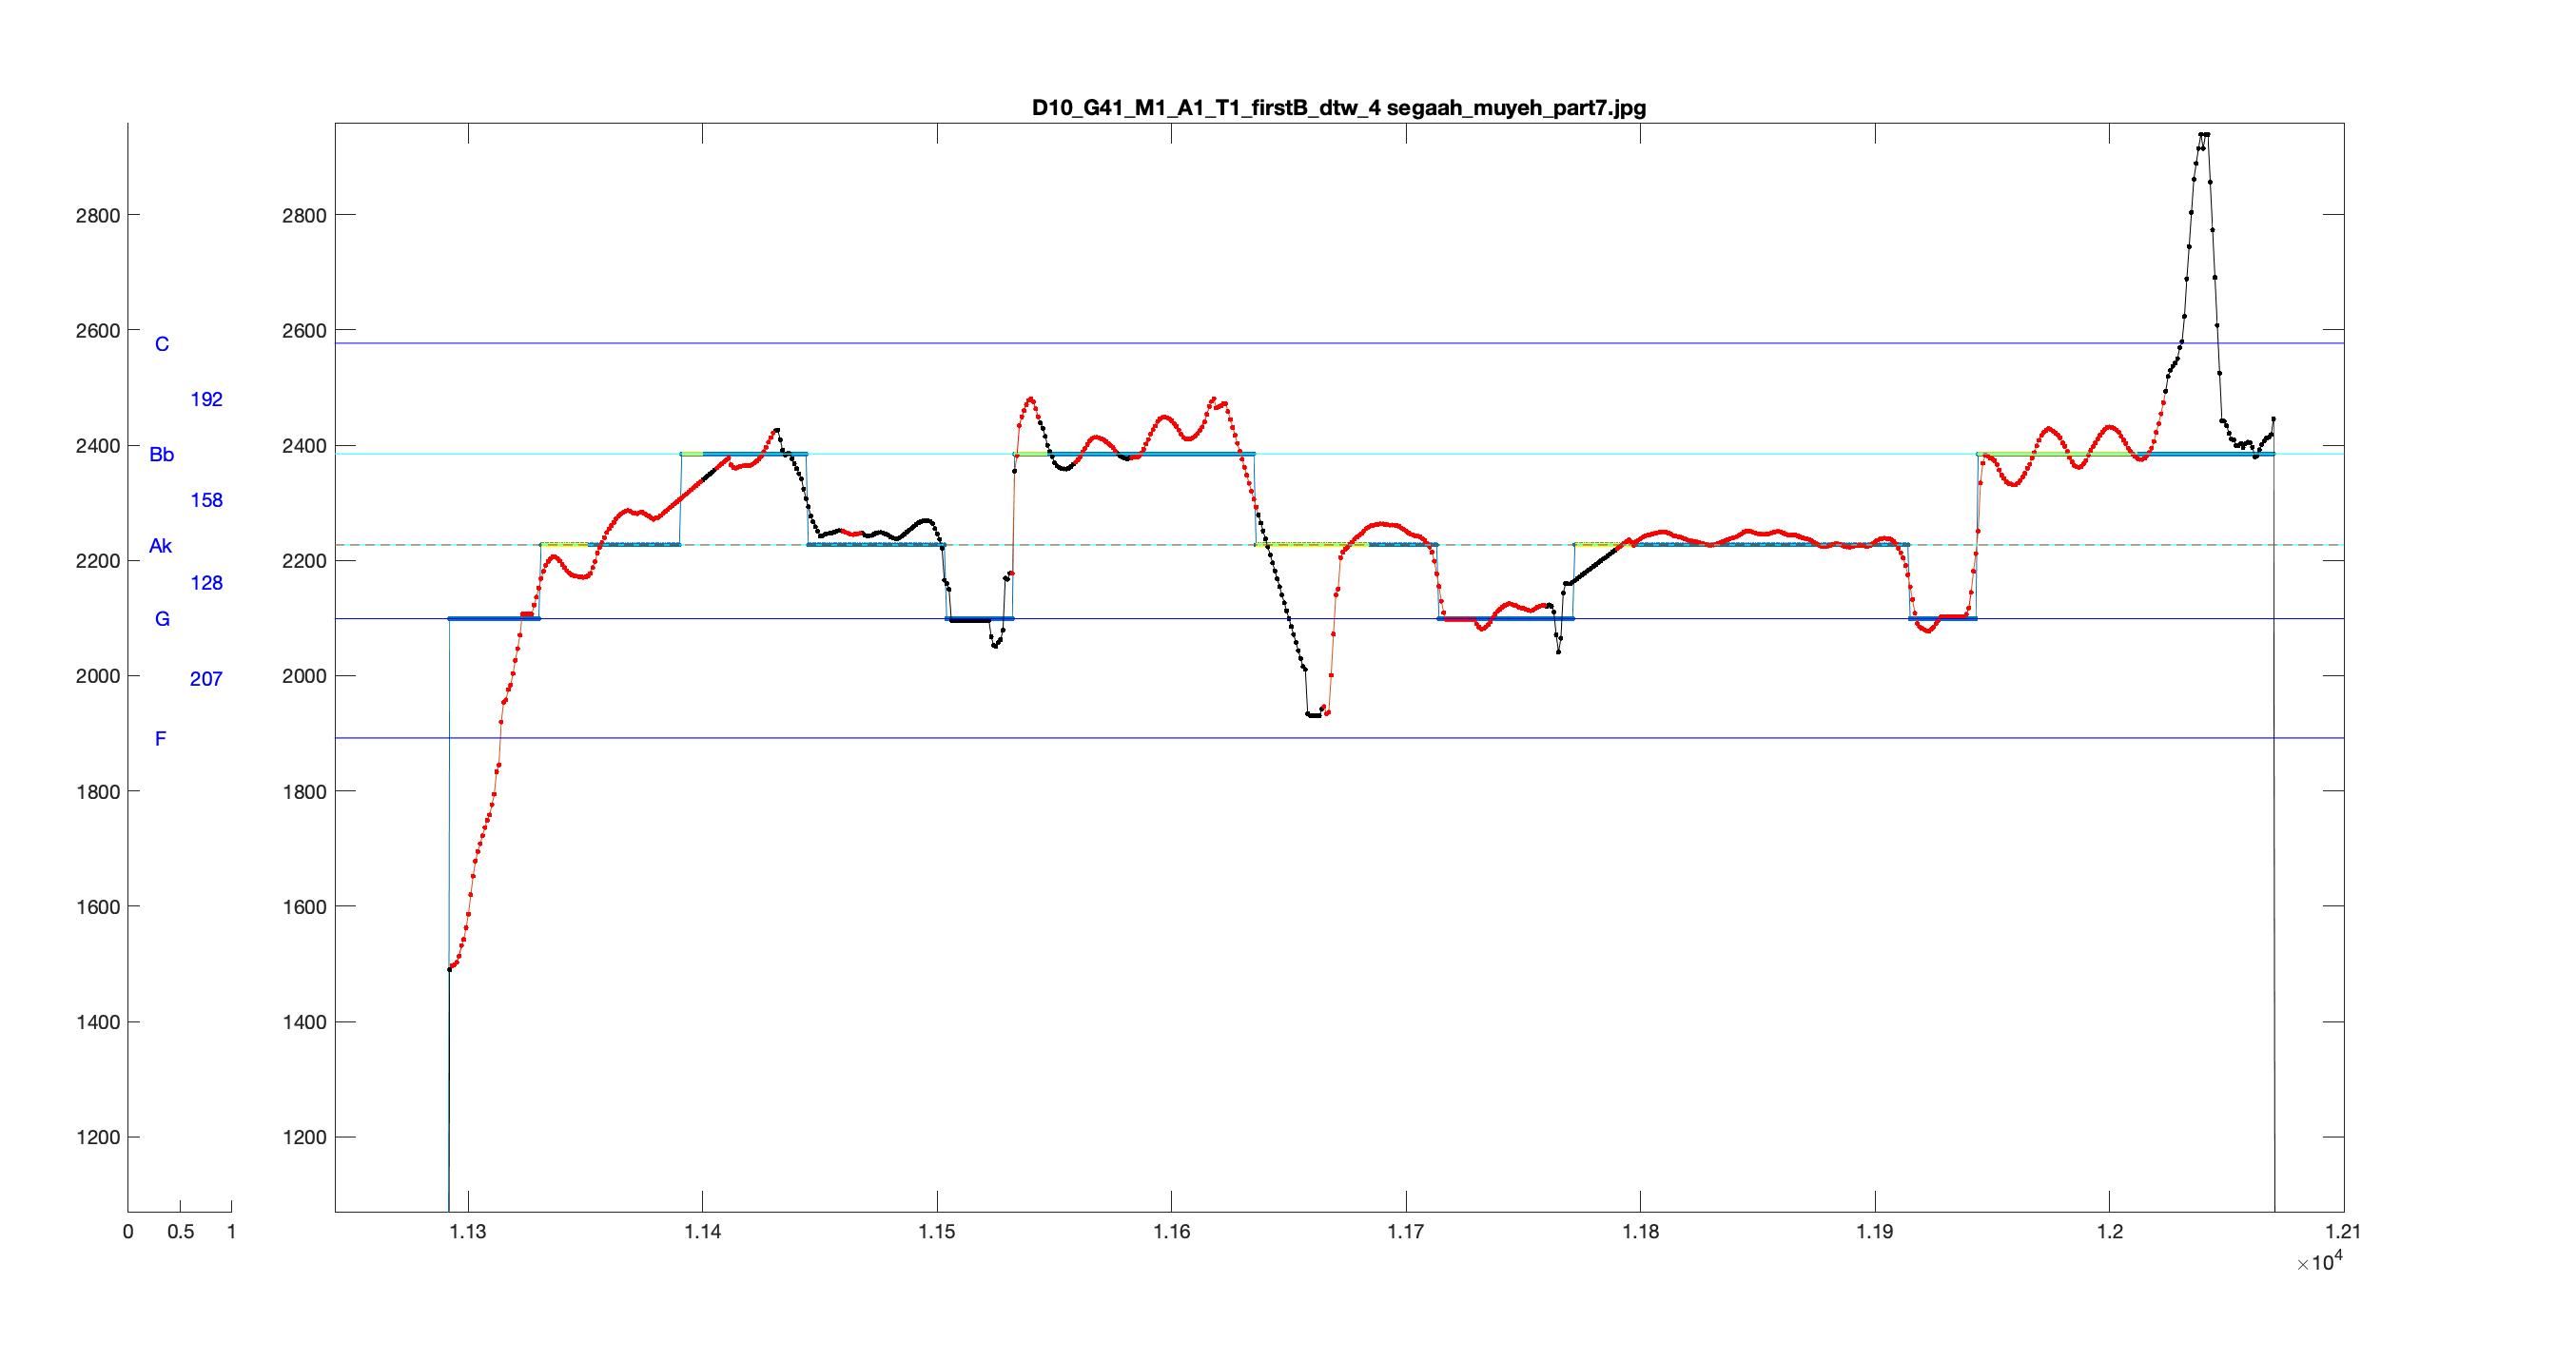 D10_G41_M1_A1_T1_firstB_dtw_4 segaah_muyeh_part7.jpg
2800 2800
2600 2600
C
192
2400 2400
Bb
158
Ak
2200 2200
128
G
2000 2000
207
F
1800 1800
1600 1600
1400 1400
1200 1200
0 0.5 1 1.13 1.14 1.15 1.16 1.17 1.18 1.19 1.2 1.21
×10⁴